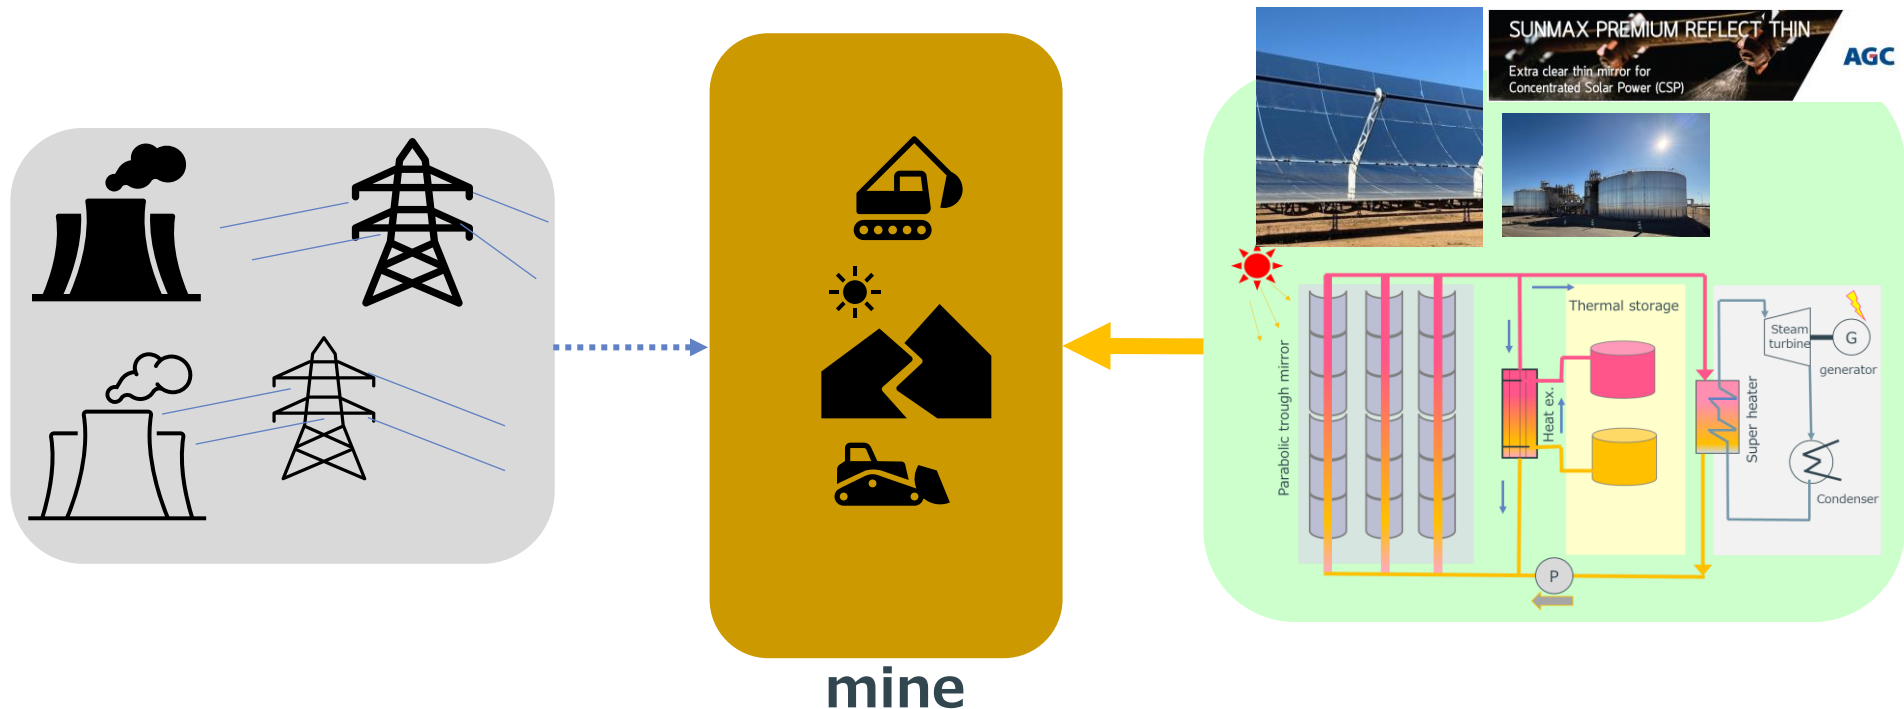 SUNMAX PREMIUM REFLECT THIN
Extra clear thin mirror for
Concentrated Solar Power (CSP)
AGC
Parabolic trough mirror
Heat ex.
Thermal storage
Super heater
Steam
turbine
G
generator
Condenser
P
mine